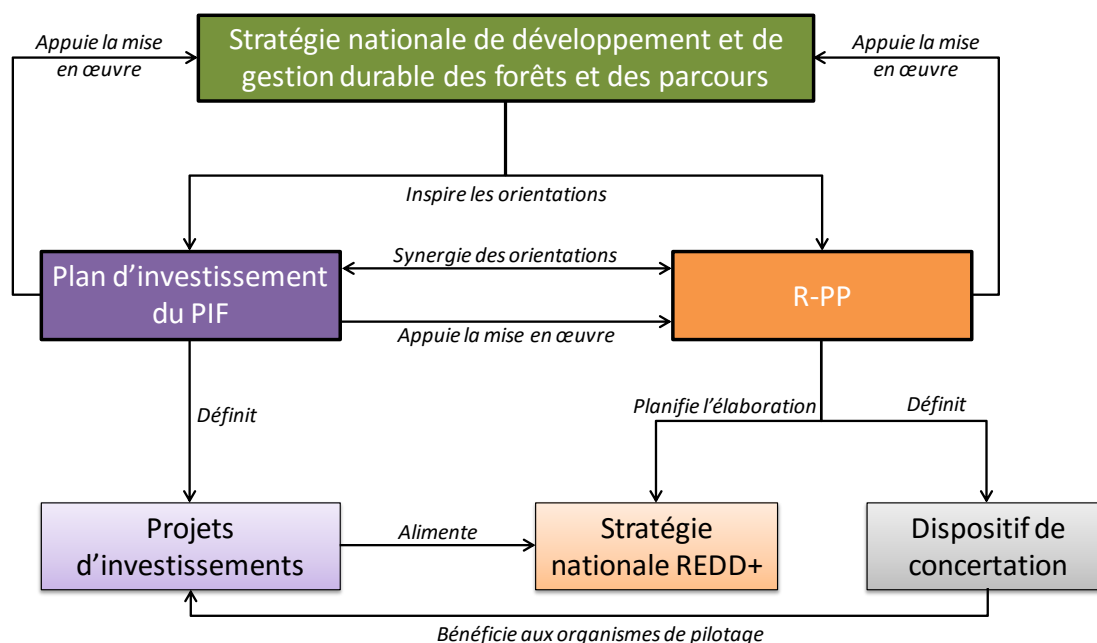 Appuie la mise
en œuvre
Stratégie nationale de développement et de
gestion durable des forêts et des parcours
Appuie la mise
en œuvre
Inspire les orientations
Plan d’investissement
du PIF
Synergie des orientations
R-PP
Appuie la mise en œuvre
Définit
Planifie l’élaboration
Définit
Projets
d’investissements
Alimente
Stratégie
nationale REDD+
Dispositif de
concertation
Bénéficie aux organismes de pilotage